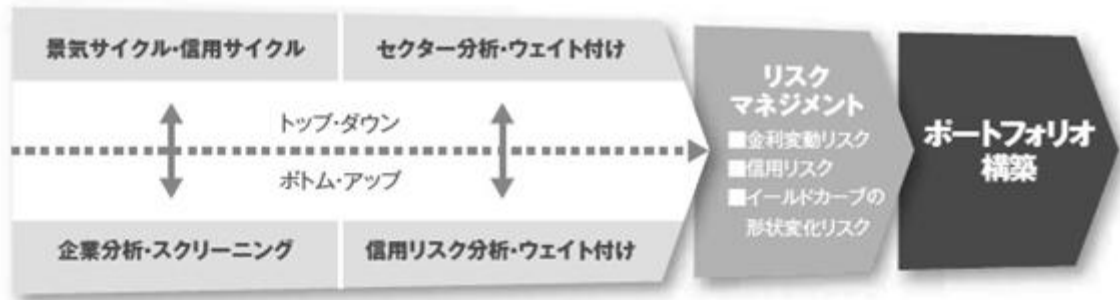 景気サイクル・信用サイクル
セクター分析・ウェイト付け
トップ・ダウン
ボトム・アップ
企業分析・スクリーニング
信用リスク分析・ウェイト付け
リスク
マネジメント
■金利変動リスク
■信用リスク
■イールドカーブの
形状変化リスク
ポートフォリオ
構築